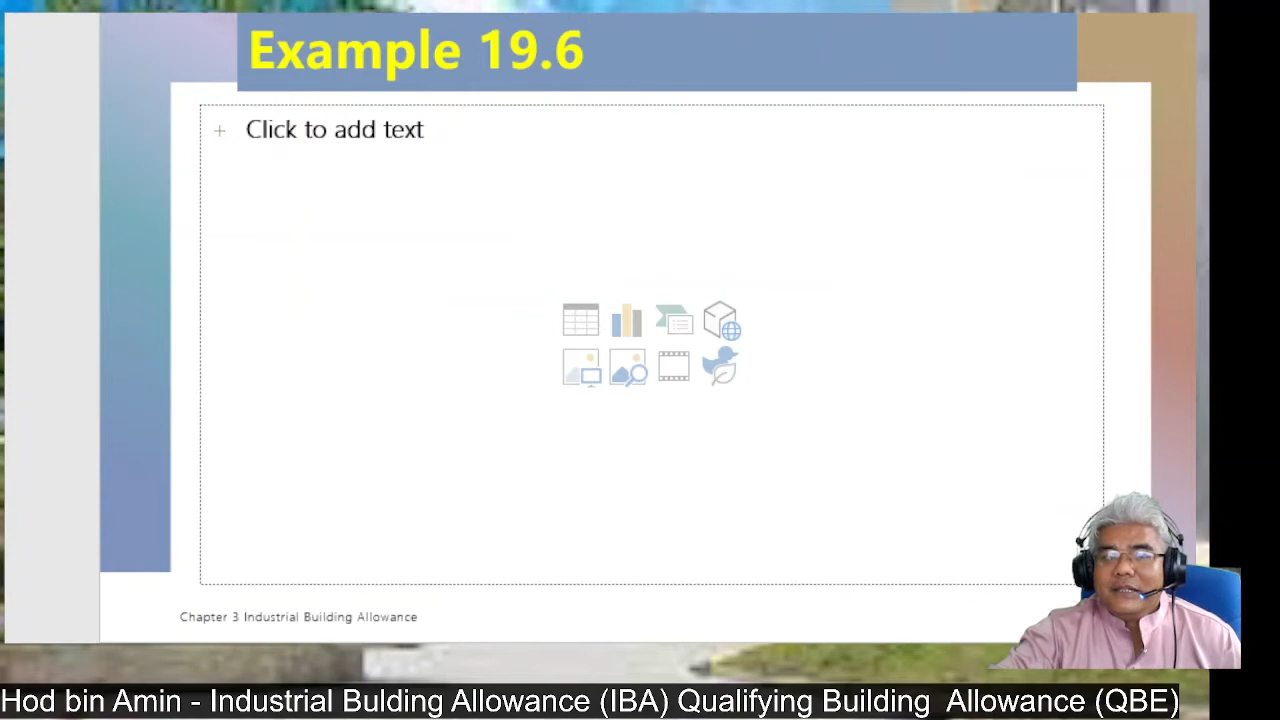 Example 19.6
+ Click to add text
Chapter 3 Industrial Building Allowance
Hod bin Amin - Industrial Bulding Allowance (IBA) Qualifying Building Allowance (QBE)